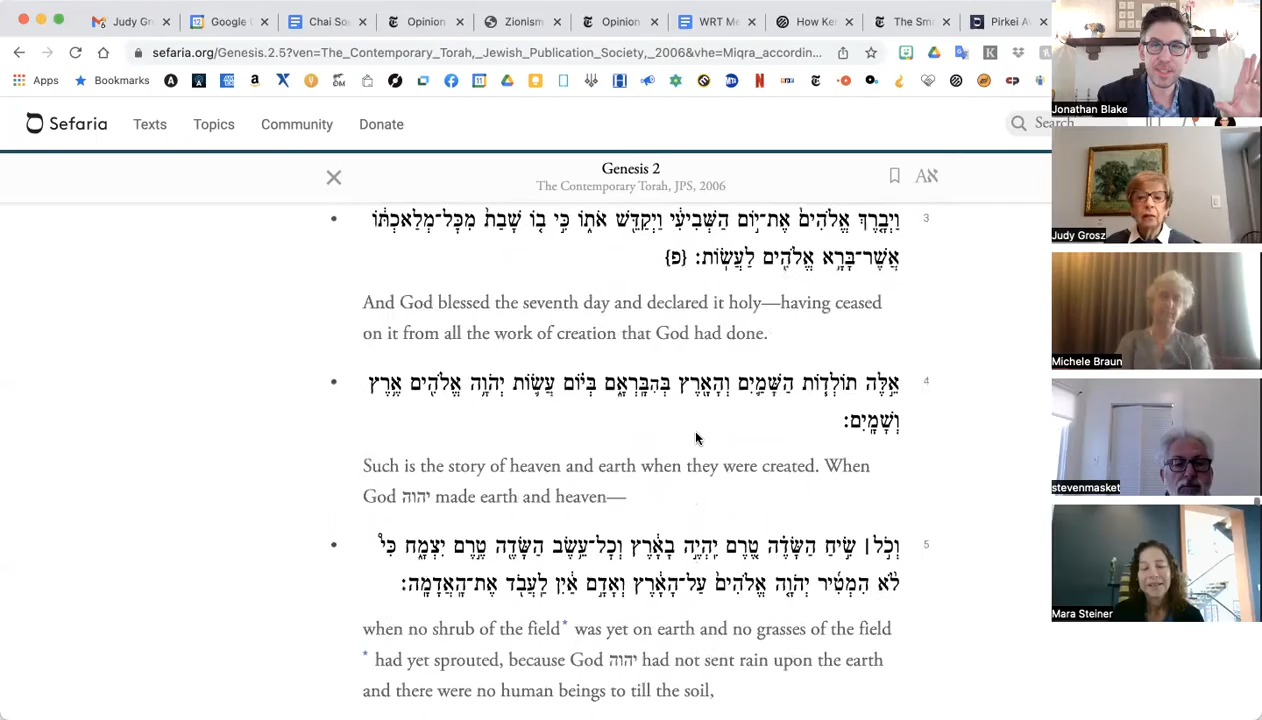 Judy Gr
Google
Chai So
Opinion
Zionism
Opinion
WRT Me
How Ke
The Sm
Pirkei A
sefaria.org/Genesis.2.5?ven=The_Contemporary_Torah,_Jewish_Publication_Society,_2006&vhe=Miqra_accordin...
Apps
Bookmarks
Sefaria
Texts
Topics
Community
Donate
Search
×
Genesis 2
Aא
The Contemporary Torah, JPS, 2006
וַיְבָ֤רֶךְ אֱלֹהִים֙ אֶת־י֣וֹם הַשְּׁבִיעִ֔י וַיְקַדֵּ֖שׁ אֹת֑וֹ כִּ֣י ב֤וֹ שָׁבַת֙ מִכׇּל־מְלַאכְתּ֔וֹ 3
אֲשֶׁר־בָּרָ֥א אֱלֹהִ֖ים לַעֲשֽׂוֹת׃ {פ}
And God blessed the seventh day and declared it holy—having ceased
on it from all the work of creation that God had done.
אֵ֣לֶּה תוֹלְד֧וֹת הַשָּׁמַ֛יִם וְהָאָ֖רֶץ בְּהִבָּֽרְאָ֑ם בְּי֗וֹם עֲשׂ֛וֹת יְהֹוָ֥ה אֱלֹהִ֖ים אֶ֥רֶץ 4
וְשָׁמָֽיִם׃
Such is the story of heaven and earth when they were created. When
God יהוה made earth and heaven—
וְכֹ֣ל ׀ שִׂ֣יחַ הַשָּׂדֶ֗ה טֶ֚רֶם יִֽהְיֶ֣ה בָאָ֔רֶץ וְכׇל־עֵ֥שֶׂב הַשָּׂדֶ֖ה טֶ֣רֶם יִצְמָ֑ח כִּי֩ 5
לֹ֨א הִמְטִ֜יר יְהֹוָ֤ה אֱלֹהִים֙ עַל־הָאָ֔רֶץ וְאָדָ֣ם אַ֔יִן לַֽעֲבֹ֖ד אֶת־הָֽאֲדָמָֽה׃
when no shrub of the field* was yet on earth and no grasses of the field
* had yet sprouted, because God יהוה had not sent rain upon the earth
and there were no human beings to till the soil,
Jonathan Blake
Judy Grosz
Michele Braun
stevenmasket
Mara Steiner